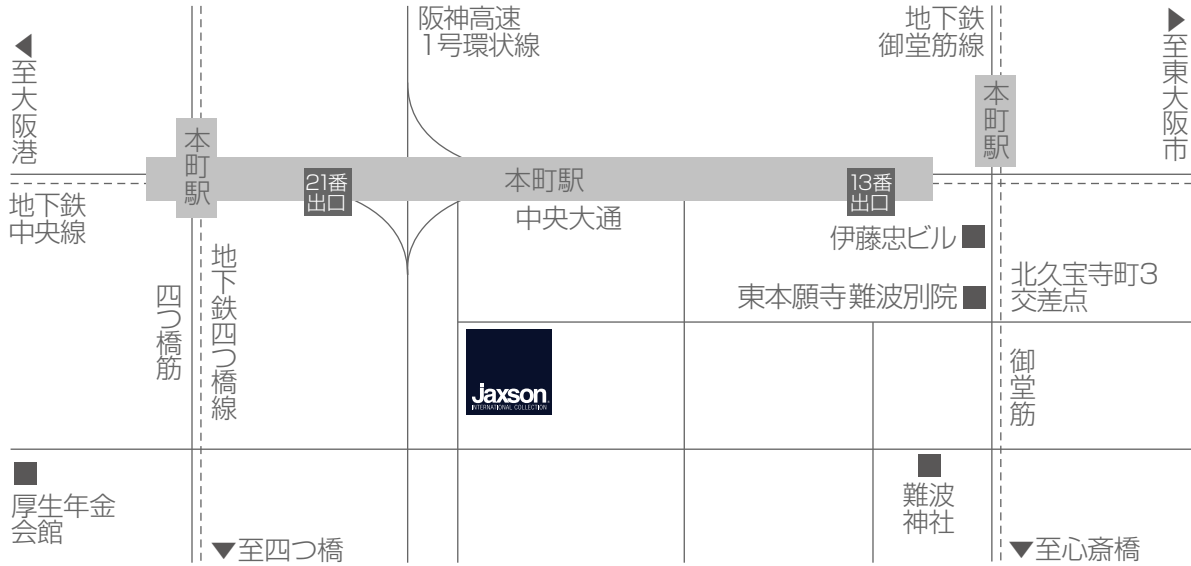 阪神高速
1号環状線
地下鉄
御堂筋線
◀
至大阪港
▶
至東大阪市
本町駅
本町駅
21番
出口
本町駅
13番
出口
地下鉄
中央線
中央大通
伊藤忠ビル■
東本願寺難波別院■
北久宝寺町3
交差点
四つ橋筋
地下鉄四つ橋線
jaxson
INTERNATIONAL COLLECTION
御堂筋
厚生年金
会館
難波
神社
▼至四つ橋
▼至心斎橋